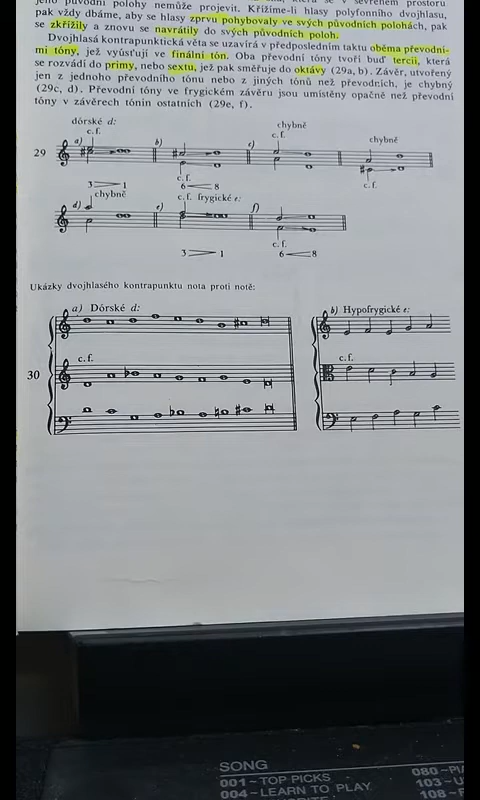 jeho původní polohy nemůže projevit. Křížíme-li hlasy polyfonního dvojhlasu,
pak vždy dbáme, aby se hlasy zprvu pohybovaly ve svých původních polohách, pak
se zkřížily a znovu se navrátily do svých původních poloh.
Dvojhlasá kontrapunktická věta se uzavírá v předposledním taktu oběma převodní-
mi tóny, jež vyúsťují ve finální tón. Oba převodní tóny tvoří buď tercii, která
se rozvádí do primy, nebo sextu, jež pak směřuje do oktávy (29a, b). Závěr, utvořený
jen z jednoho převodního tónu nebo z jiných tónů než převodních, je chybný
(29c, d). Převodní tóny ve frygickém závěru jsou umístěny opačně než převodní
tóny v závěrech tónin ostatních (29e, f).
dórské d:
chybně
c. f.
c. f.
chybně
a)
b)
c)
29
c. f.
c. f.
3 1
6 8
chybně
c. f. frygické e:
d)
e)
f)
c. f.
3 1
6 8
Ukázky dvojhlasého kontrapunktu nota proti notě:
a) Dórské d:
b) Hypofrygické e:
c. f.
c. f.
30
SONG
001–TOP PICKS
004–LEARN TO PLAY
080–
103–
108–